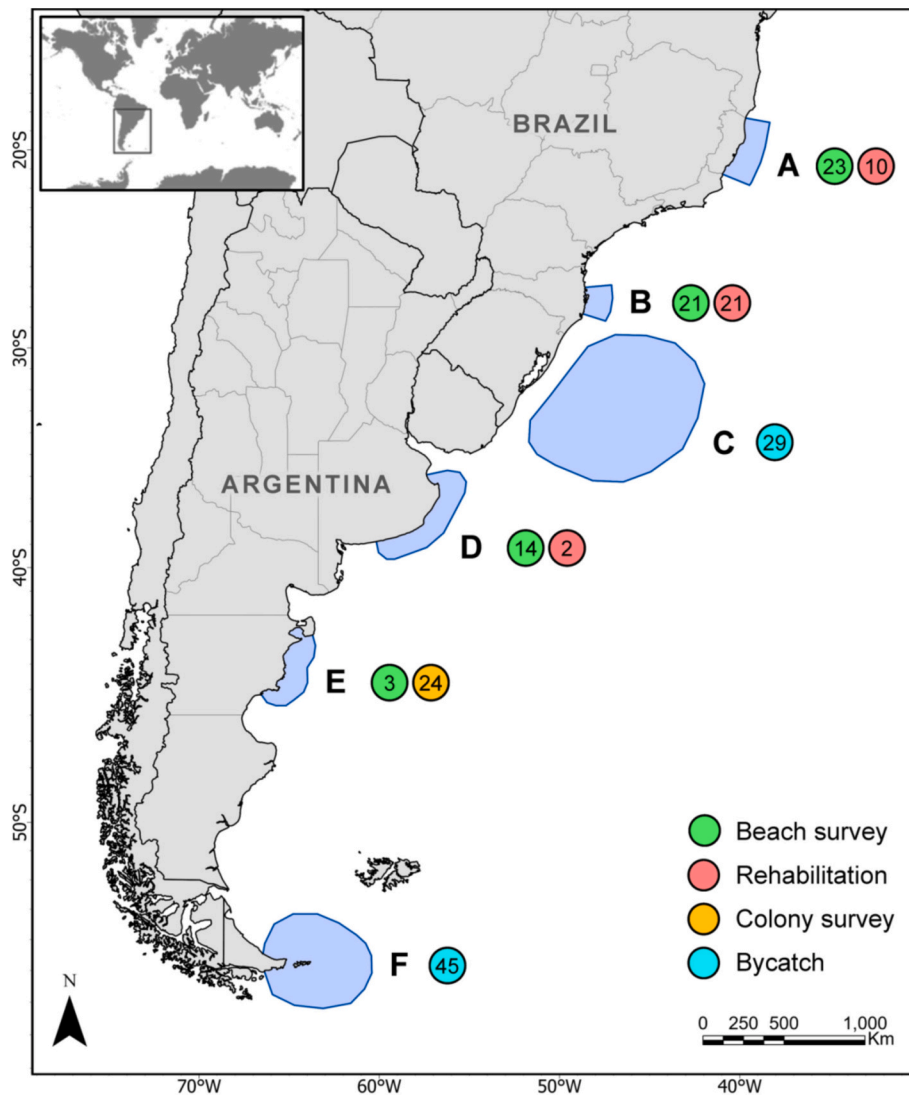 BRAZIL
20°S
A 23 10
B 21 21
30°S
C 29
ARGENTINA
D 14 2
40°S
E 3 24
50°S
Beach survey
Rehabilitation
Colony survey
Bycatch
F 45
N
0 250 500 1,000
Km
70°W 60°W 50°W 40°W